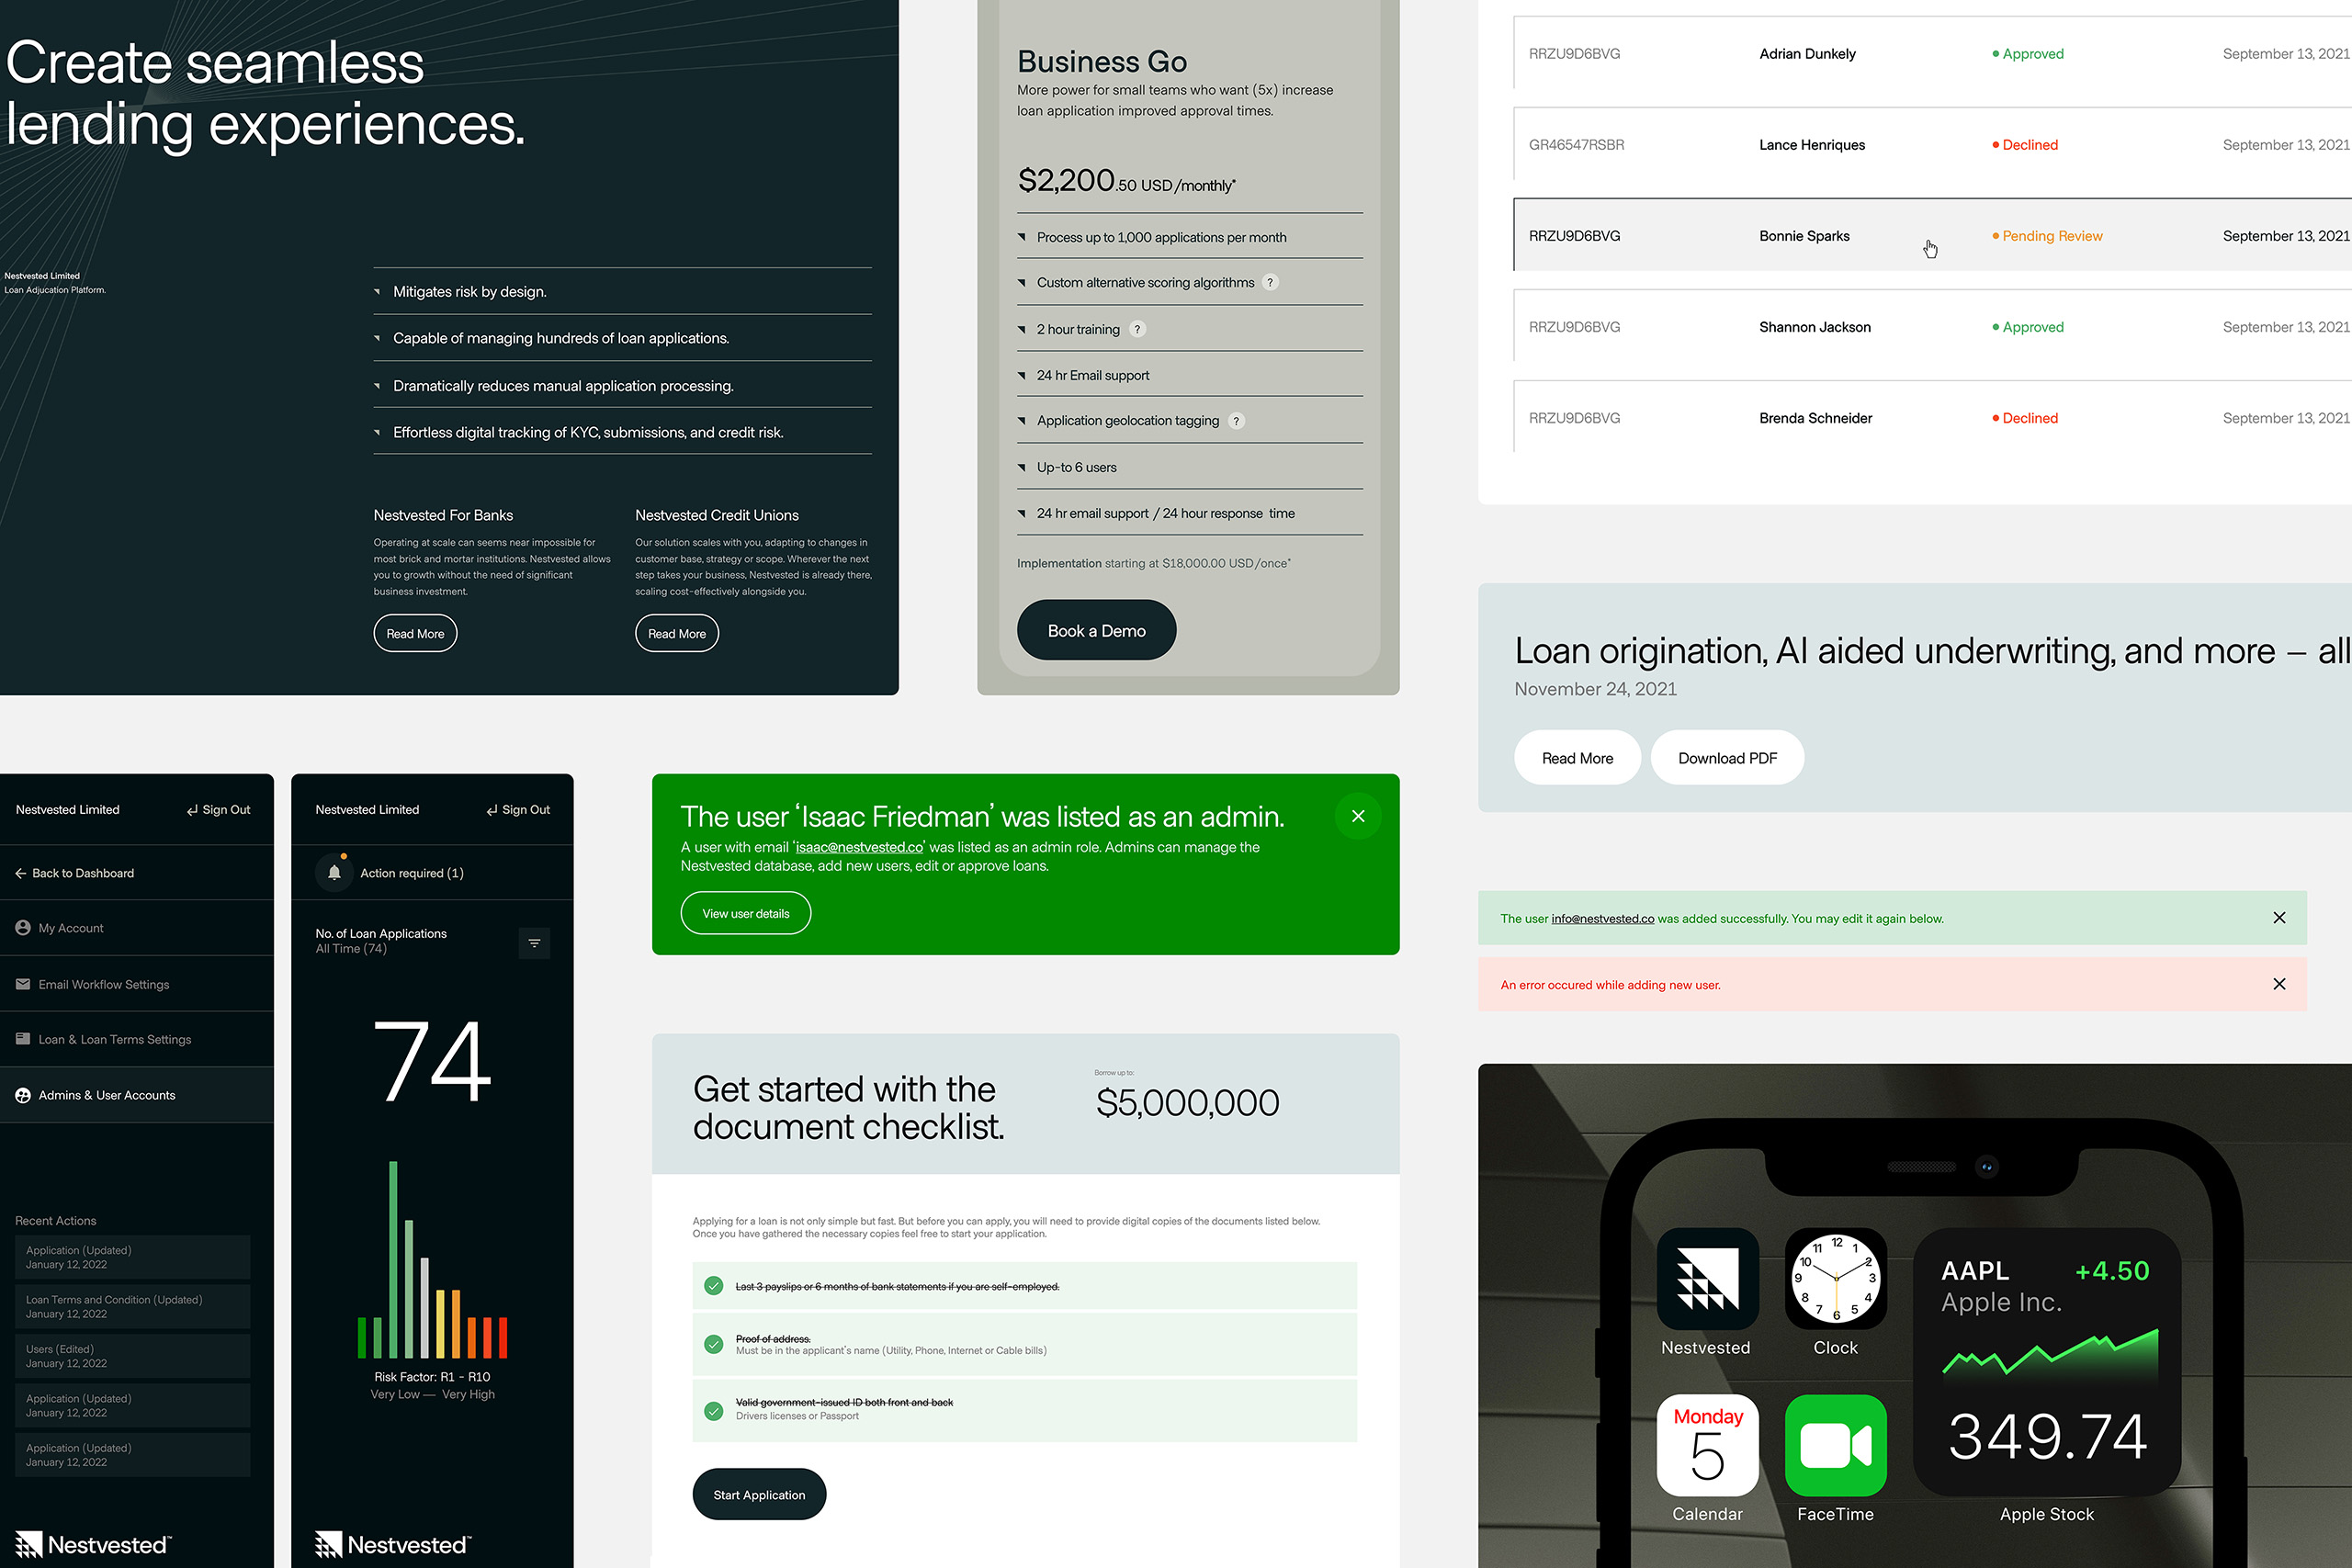 Create seamless
lending experiences.
Nestvested Limited
Loan Adjucation Platform.
Mitigates risk by design.
Capable of managing hundreds of loan applications.
Dramatically reduces manual application processing.
Effortless digital tracking of KYC, submissions, and credit risk.
Nestvested For Banks
Operating at scale can seems near impossible for
most brick and mortar institutions. Nestvested allows
you to growth without the need of significant
business investment.
Read More
Nestvested Credit Unions
Our solution scales with you, adapting to changes in
customer base, strategy or scope. Wherever the next
step takes your business, Nestvested is already there,
scaling cost-effectively alongside you.
Read More
Business Go
More power for small teams who want (5x) increase
loan application improved approval times.
$2,200.50 USD/monthly*
Process up to 1,000 applications per month
Custom alternative scoring algorithms ?
2 hour training ?
24 hr Email support
Application geolocation tagging ?
Up-to 6 users
24 hr email support / 24 hour response time
Implementation starting at $18,000.00 USD/once*
Book a Demo
RRZU9D6BVG Adrian Dunkely Approved September 13, 2021
GR46547RSBR Lance Henriques Declined September 13, 2021
RRZU9D6BVG Bonnie Sparks Pending Review September 13, 2021
RRZU9D6BVG Shannon Jackson Approved September 13, 2021
RRZU9D6BVG Brenda Schneider Declined September 13, 2021
Loan origination, AI aided underwriting, and more – all
November 24, 2021
Read More Download PDF
Nestvested Limited Sign Out
Back to Dashboard
My Account
Email Workflow Settings
Loan & Loan Terms Settings
Admins & User Accounts
Recent Actions
Application (Updated)
January 12, 2022
Loan Terms and Condition (Updated)
January 12, 2022
Users (Edited)
January 12, 2022
Application (Updated)
January 12, 2022
Application (Updated)
January 12, 2022
Nestvested™
Nestvested Limited Sign Out
Action required (1)
No. of Loan Applications
All Time (74)
74
Risk Factor: R1 - R10
Very Low — Very High
Nestvested™
The user ‘Isaac Friedman’ was listed as an admin.
A user with email ‘isaac@nestvested.co’ was listed as an admin role. Admins can manage the
Nestvested database, add new users, edit or approve loans.
View user details
Get started with the
document checklist.
Borrow up to:
$5,000,000
Applying for a loan is not only simple but fast. But before you can apply, you will need to provide digital copies of the documents listed below.
Once you have gathered the necessary copies feel free to start your application.
Last 3 payslips or 6 months of bank statements if you are self-employed.
Proof of address.
Must be in the applicant’s name (Utility, Phone, Internet or Cable bills)
Valid government-issued ID both front and back
Drivers licenses or Passport
Start Application
The user info@nestvested.co was added successfully. You may edit it again below.
An error occured while adding new user.
Nestvested
12 1 2 3 4 5 6 7 8 9 10 11
Clock
AAPL +4.50
Apple Inc.
349.74
Apple Stock
Monday
5
Calendar
FaceTime